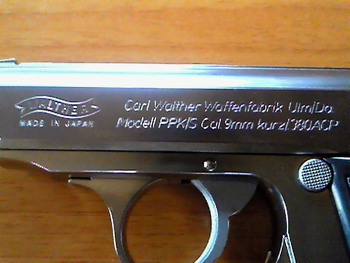 WALTHER
MADE IN JAPAN
Carl Walther Waffenfabrik Ulm/Do.
Modell PPK/S Cal.9mm kurz/380ACP